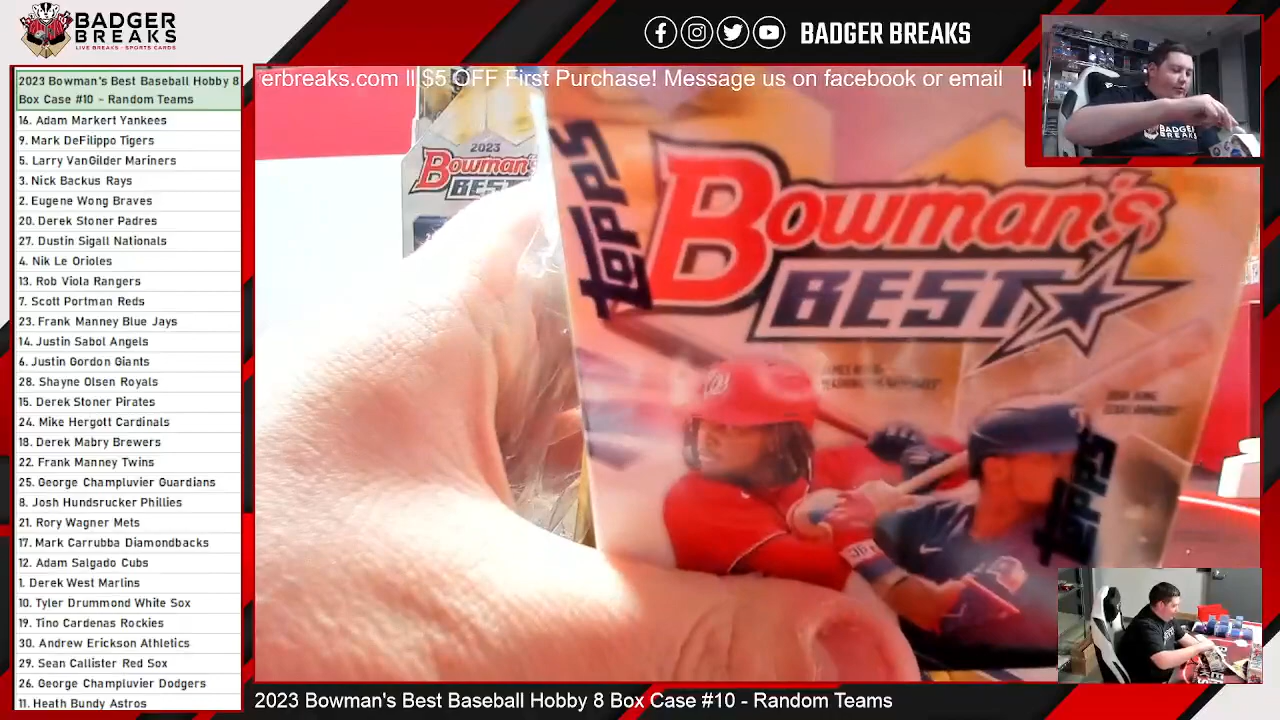 BADGER
BREAKS
LIVE BREAKS - SPORTS CARDS
BADGER BREAKS
erbreaks.com ll $5 OFF First Purchase! Message us on facebook or email ll
2023 Bowman's Best Baseball Hobby 8
Box Case #10 - Random Teams
16. Adam Markert Yankees
9. Mark DeFilippo Tigers
5. Larry VanGilder Mariners
3. Nick Backus Rays
2. Eugene Wong Braves
20. Derek Stoner Padres
27. Dustin Sigall Nationals
4. Nik Le Orioles
13. Rob Viola Rangers
7. Scott Portman Reds
23. Frank Manney Blue Jays
14. Justin Sabol Angels
6. Justin Gordon Giants
28. Shayne Olsen Royals
15. Derek Stoner Pirates
24. Mike Hergott Cardinals
18. Derek Mabry Brewers
22. Frank Manney Twins
25. George Champluvier Guardians
8. Josh Hundsrucker Phillies
21. Rory Wagner Mets
17. Mark Carrubba Diamondbacks
12. Adam Salgado Cubs
1. Derek West Marlins
10. Tyler Drummond White Sox
19. Tino Cardenas Rockies
30. Andrew Erickson Athletics
29. Sean Callister Red Sox
26. George Champluvier Dodgers
11. Heath Bundy Astros
2023
Bowman's
BEST
TOPPS
Bowman's
BEST
TOPPS
BADGER
BREAKS
2023 Bowman's Best Baseball Hobby 8 Box Case #10 - Random Teams